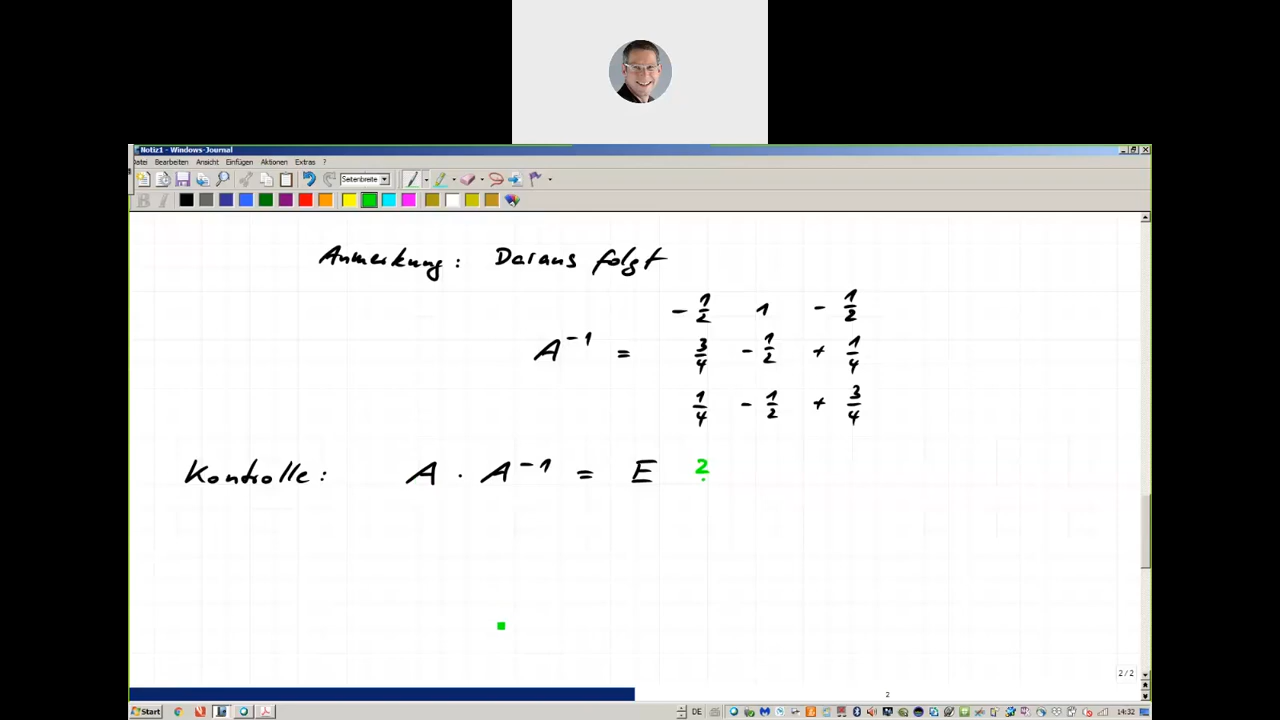 Notiz1 - Windows-Journal
Datei Bearbeiten Ansicht Einfügen Aktionen Extras ?
Seitenbreite
B I
Anmerkung: Daraus folgt
- 1/2 1 - 1/2
A⁻¹ = 3/4 - 1/2 + 1/4
1/4 - 1/2 + 3/4
Kontrolle: A · A⁻¹ = E ?
2 / 2
2
Start DE 14:32